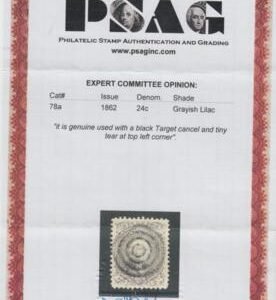 PSAG
PHILATELIC STAMP AUTHENTICATION AND GRADING
www.psaginc.com
EXPERT COMMITTEE OPINION:
Cat# Issue Denom. Shade
78a 1862 24c Grayish Lilac
"it is genuine used with a black Target cancel and tiny
tear at top left corner".